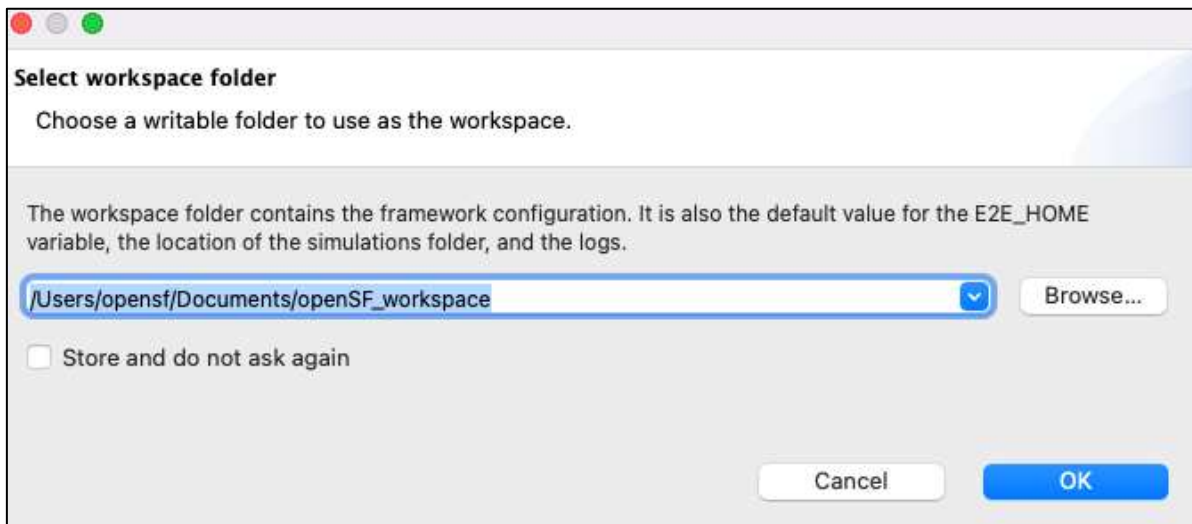 Select workspace folder
Choose a writable folder to use as the workspace.
The workspace folder contains the framework configuration. It is also the default value for the E2E_HOME
variable, the location of the simulations folder, and the logs.
/Users/opensf/Documents/openSF_workspace
Browse...
Store and do not ask again
Cancel
OK